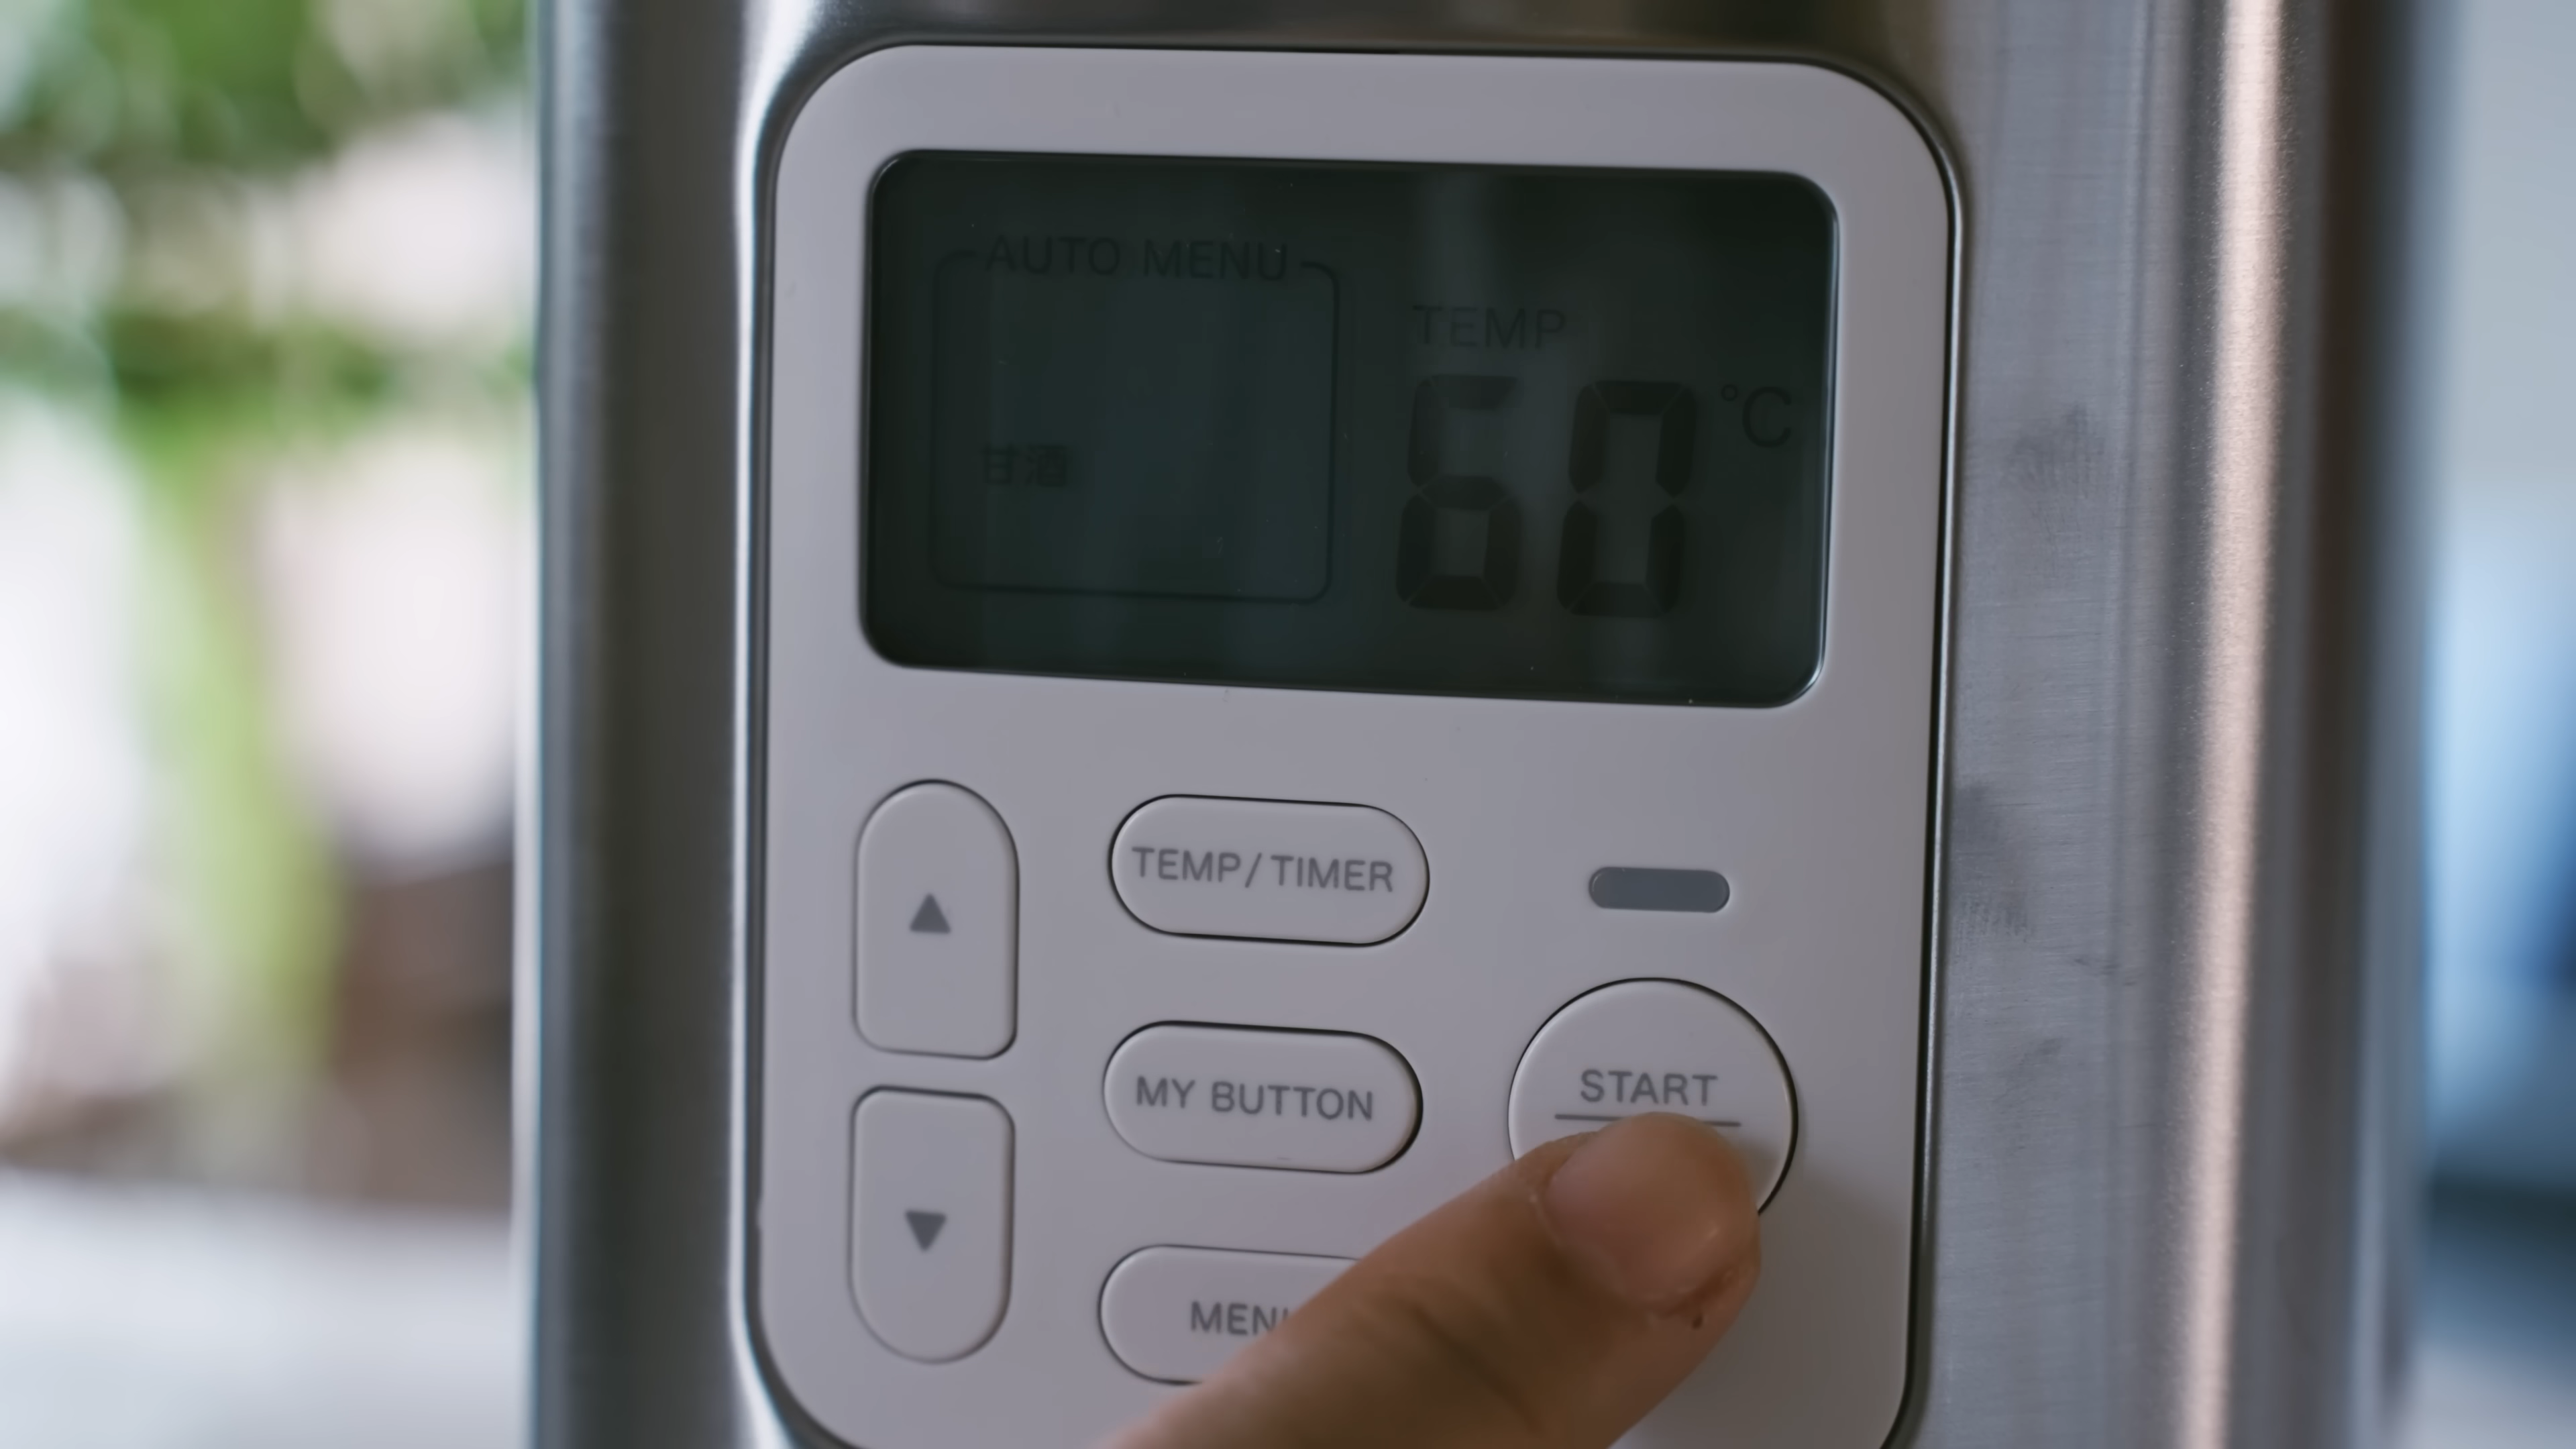 AUTO MENU
甘酒
TEMP
60 °C
▲
TEMP/TIMER
MY BUTTON
START
▼